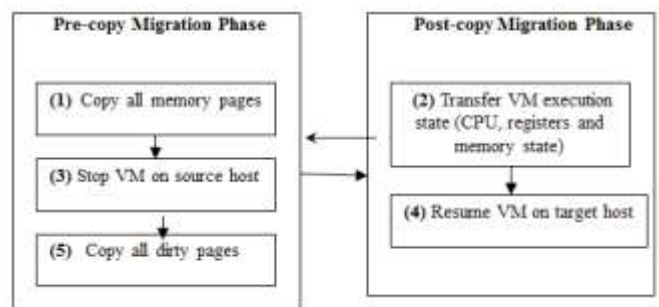 Pre-copy Migration Phase
(1) Copy all memory pages
(3) Stop VM on source host
(5) Copy all dirty pages
Post-copy Migration Phase
(2) Transfer VM execution
state (CPU, registers and
memory state)
(4) Resume VM on target host